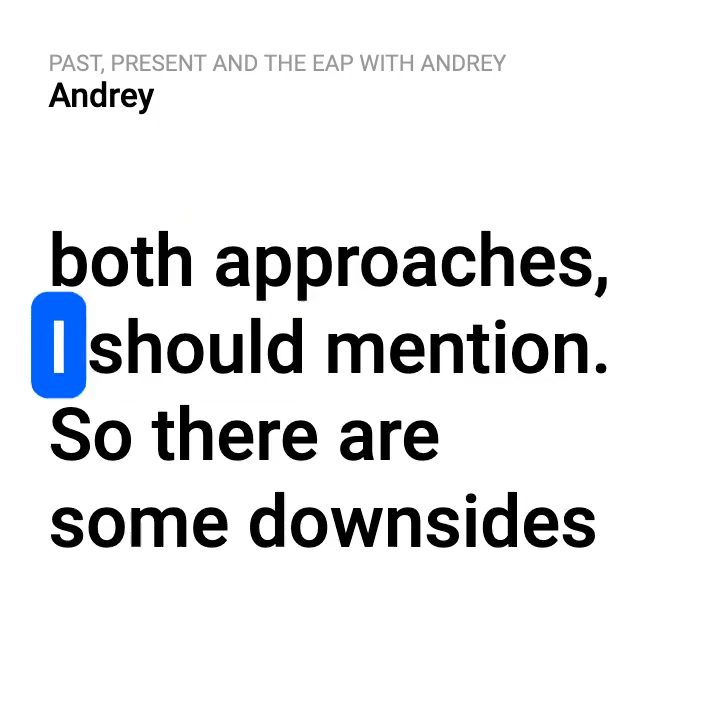 PAST, PRESENT AND THE EAP WITH ANDREY
Andrey
both approaches,
I should mention.
So there are
some downsides